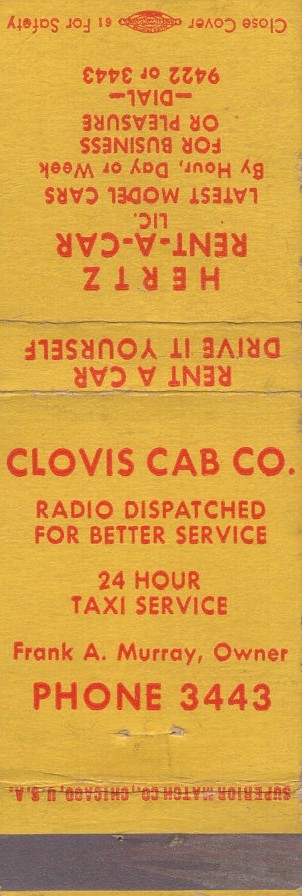 CLOVIS CAB CO.
RADIO DISPATCHED
FOR BETTER SERVICE
24 HOUR
TAXI SERVICE
Frank A. Murray, Owner
PHONE 3443
SUPERIOR MATCH CO., CHICAGO, U.S.A.
RENT A CAR
DRIVE IT YOURSELF
HERTZ
RENT-A-CAR
LIC.
LATEST MODEL CARS
By Hour, Day or Week
FOR BUSINESS
OR PLEASURE
—DIAL—
9422 or 3443
Close Cover For Safety